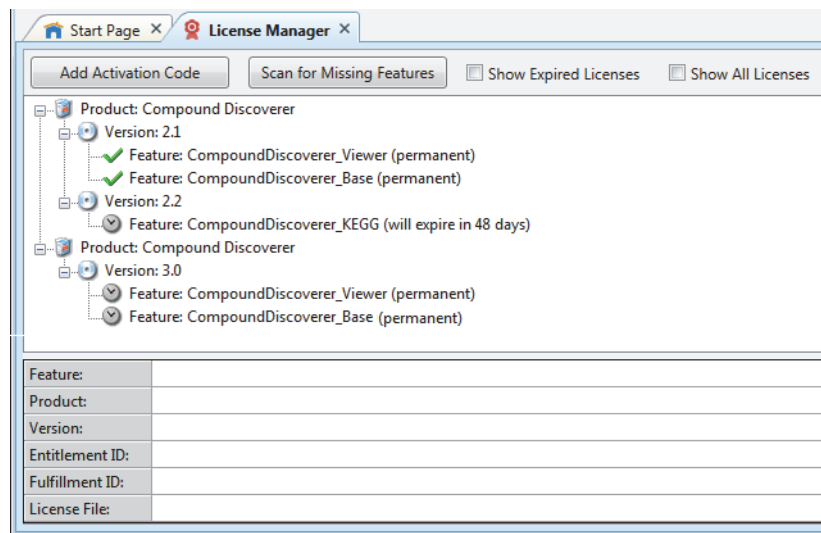 Start Page
License Manager
Add Activation Code Scan for Missing Features Show Expired Licenses Show All Licenses
Product: Compound Discoverer
Version: 2.1
Feature: CompoundDiscoverer_Viewer (permanent)
Feature: CompoundDiscoverer_Base (permanent)
Version: 2.2
Feature: CompoundDiscoverer_KEGG (will expire in 48 days)
Product: Compound Discoverer
Version: 3.0
Feature: CompoundDiscoverer_Viewer (permanent)
Feature: CompoundDiscoverer_Base (permanent)
Feature:
Product:
Version:
Entitlement ID:
Fulfillment ID:
License File: